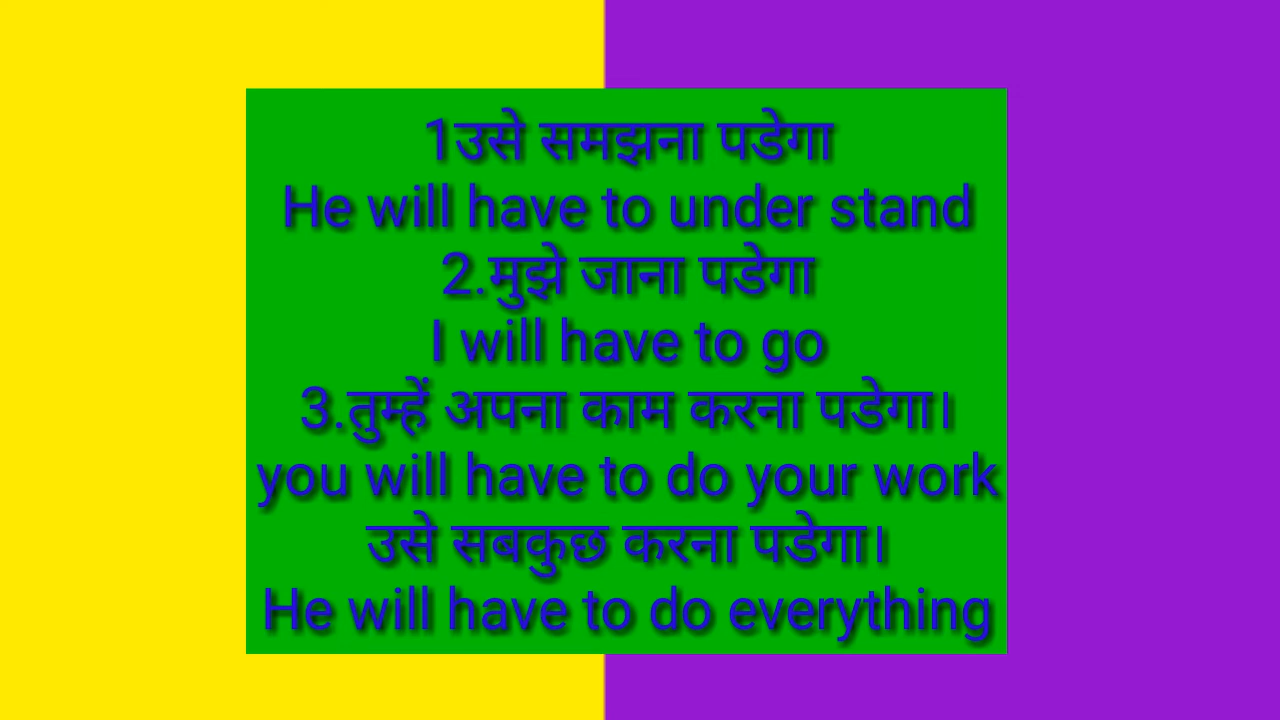 1उसे समझना पडेगा
He will have to under stand
2.मुझे जाना पडेगा
I will have to go
3.तुम्हें अपना काम करना पडेगा।
you will have to do your work
उसे सबकुछ करना पडेगा।
He will have to do everything